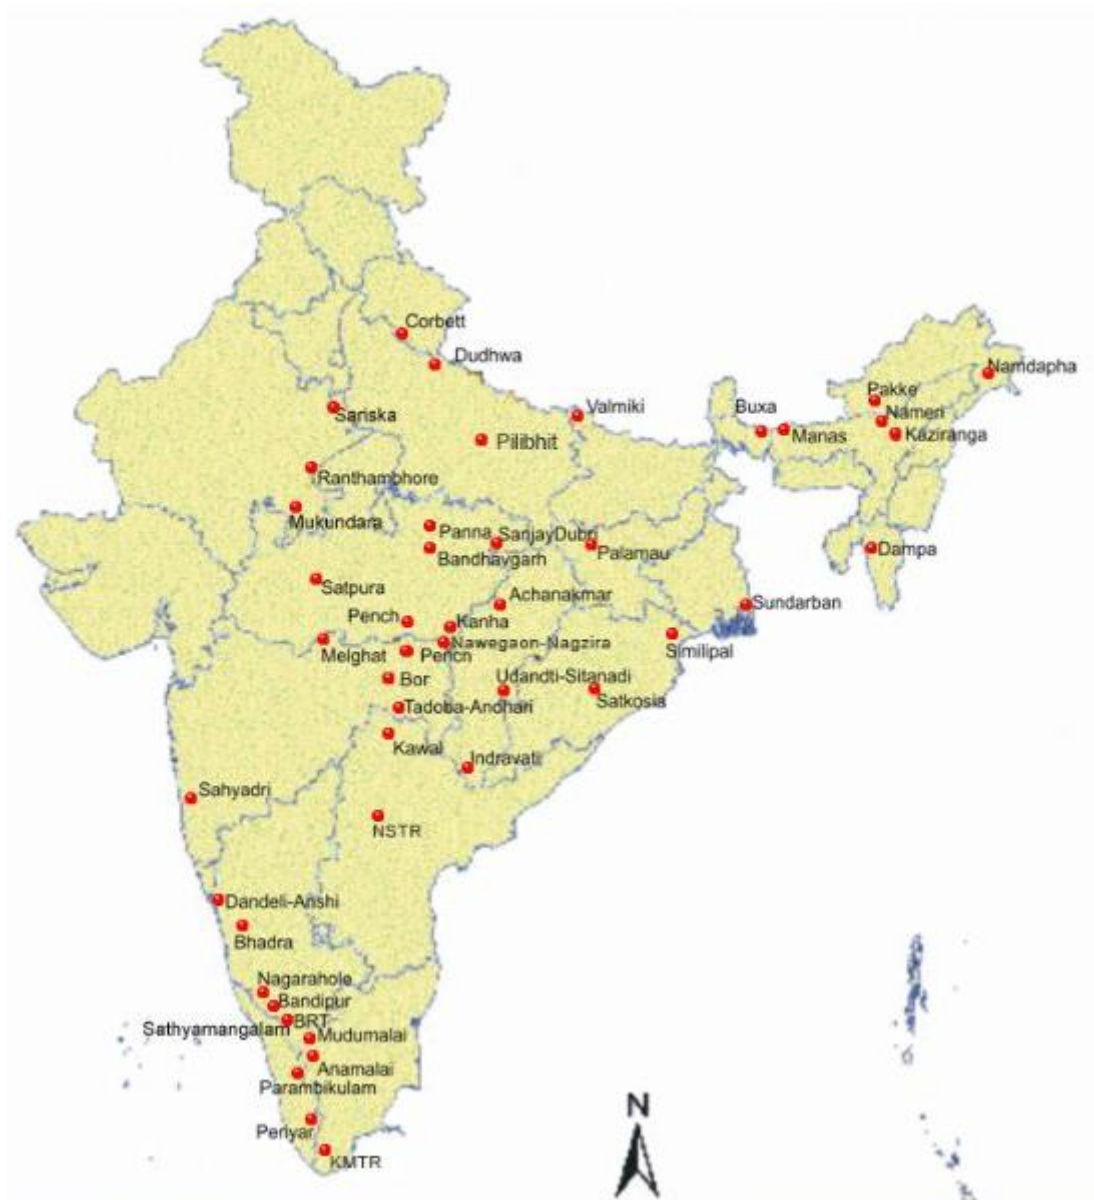 Corbett
Dudhwa
Namdapha
Pakke
Sariska
Valmiki
Buxa
Nameri
Manas
Kaziranga
Pilibhit
Ranthambhore
Mukundara
Panna
SanjayDubri
Bandhavgarh
Palamau
Dampa
Satpura
Achanakmar
Sundarban
Pench
Kanha
Nawegaon-Nagzira
Melghat
Pench
Similipal
Bor
Udandti-Sitanadi
Satkosia
Tadoba-Andhari
Kawal
Indravati
Sahyadri
NSTR
Dandeli-Anshi
Bhadra
Nagarahole
Bandipur
BRT
Sathyamangalam
Mudumalai
Anamalai
Parambikulam
N
Periyar
KMTR